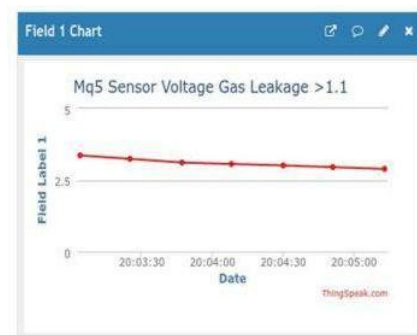 Field 1 Chart
Mq5 Sensor Voltage Gas Leakage >1.1
5
2.5
0
Field Label 1
20:03:30 20:04:00 20:04:30 20:05:00
Date
ThingSpeak.com